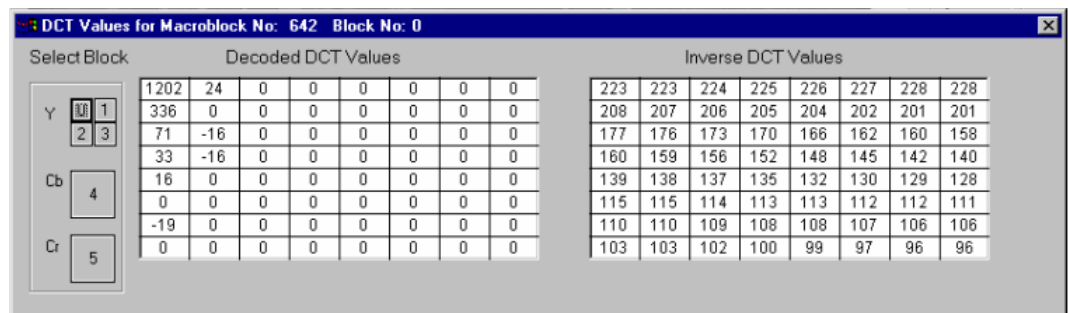 DCT Values for Macroblock No: 642 Block No: 0
Select Block Decoded DCT Values Inverse DCT Values
1202 24 0 0 0 0 0 0 223 223 224 225 226 227 228 228
Y 1 336 0 0 0 0 0 0 0 208 207 206 205 204 202 201 201
2 3 71 -16 0 0 0 0 0 0 177 176 173 170 166 162 160 158
33 -16 0 0 0 0 0 0 160 159 156 152 148 145 142 140
Cb 4 16 0 0 0 0 0 0 0 139 138 137 135 132 130 129 128
0 0 0 0 0 0 0 0 115 115 114 113 113 112 112 111
-19 0 0 0 0 0 0 0 110 110 109 108 108 107 106 106
Cr 5 0 0 0 0 0 0 0 0 103 103 102 100 99 97 96 96